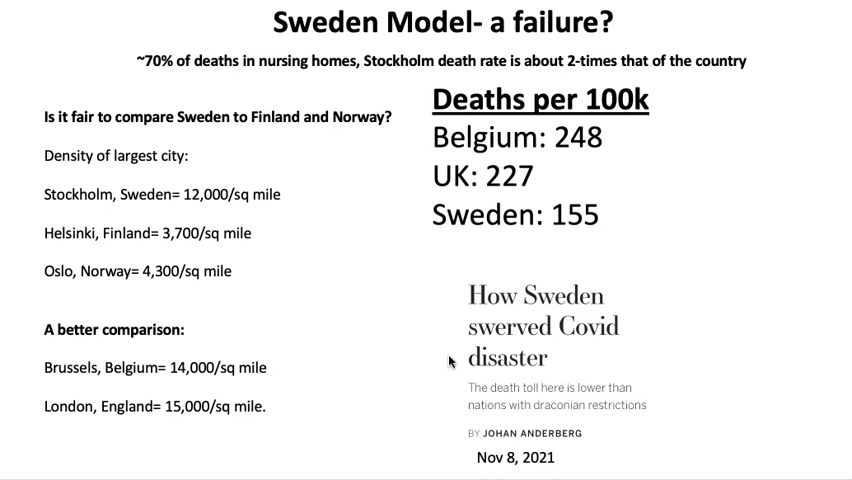 Sweden Model- a failure?
~70% of deaths in nursing homes, Stockholm death rate is about 2-times that of the country
Is it fair to compare Sweden to Finland and Norway?
Density of largest city:
Stockholm, Sweden= 12,000/sq mile
Helsinki, Finland= 3,700/sq mile
Oslo, Norway= 4,300/sq mile
A better comparison:
Brussels, Belgium= 14,000/sq mile
London, England= 15,000/sq mile.
Deaths per 100k
Belgium: 248
UK: 227
Sweden: 155
How Sweden
swerved Covid
disaster
The death toll here is lower than
nations with draconian restrictions
BY JOHAN ANDERBERG
Nov 8, 2021